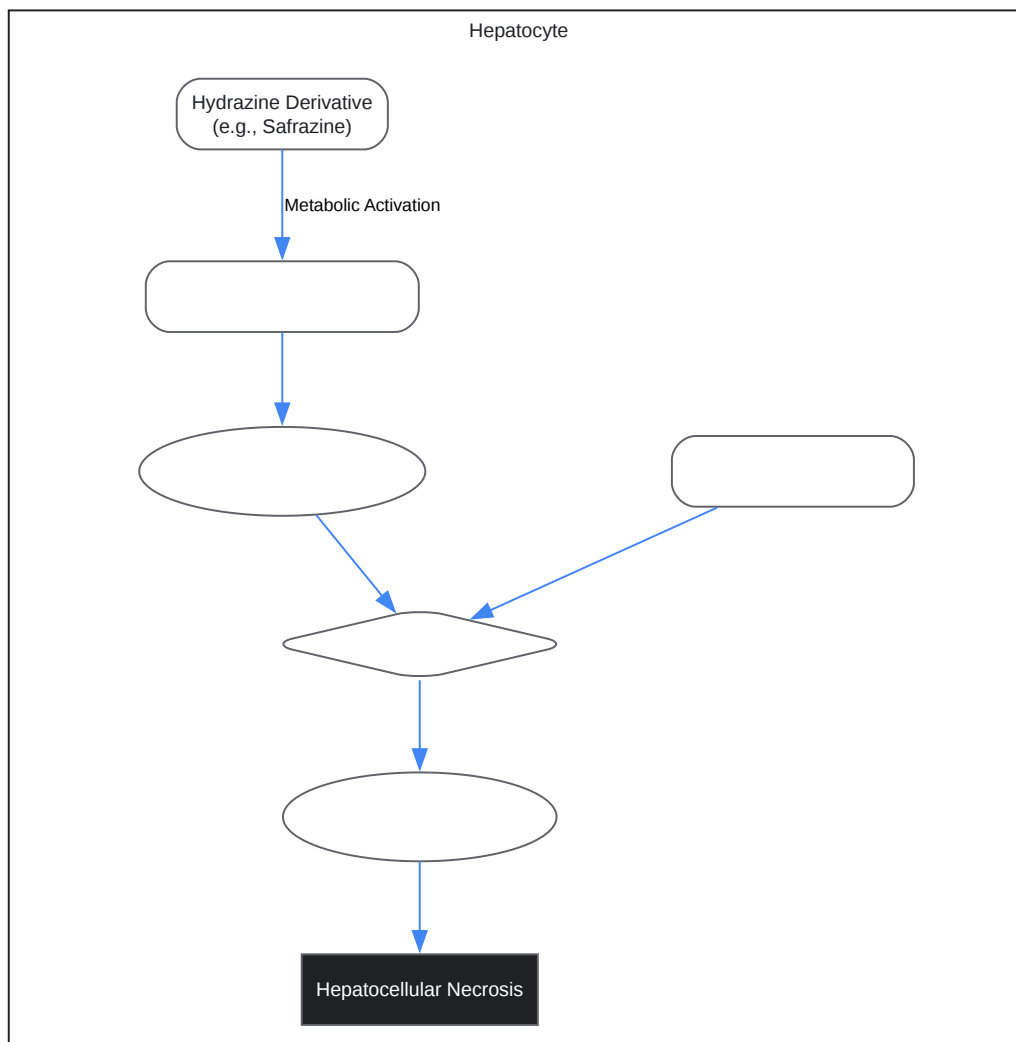 Hepatocyte
Hydrazine Derivative
(e.g., Safrazine)
Metabolic Activation
Hepatocellular Necrosis